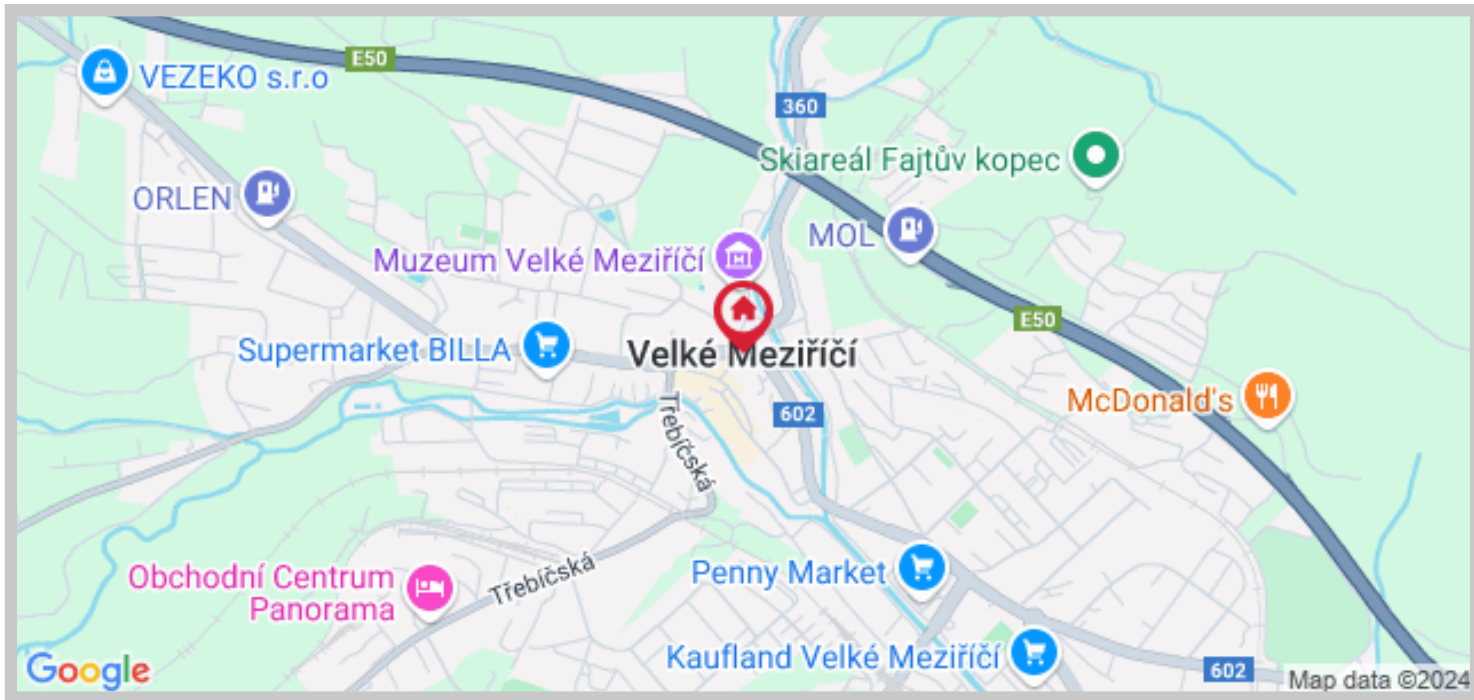 E50
VEZEKO s.r.o
360
Skiareál Fajtův kopec
ORLEN
MOL
Muzeum Velké Meziříčí
E50
Supermarket BILLA
Velké Meziříčí
McDonald's
602
Třebíčská
Obchodní Centrum
Panorama
Třebíčská
Penny Market
Kaufland Velké Meziříčí
602
Google
Map data ©2024